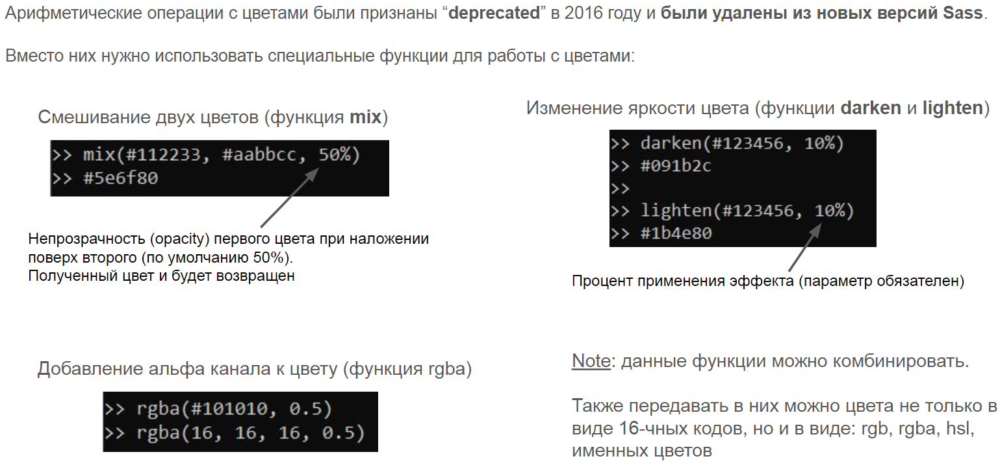 Арифметические операции с цветами были признаны “deprecated” в 2016 году и были удалены из новых версий Sass.
Вместо них нужно использовать специальные функции для работы с цветами:
Смешивание двух цветов (функция mix)
>> mix(#112233, #aabbcc, 50%)
>> #5e6f80
Непрозрачность (opacity) первого цвета при наложении
поверх второго (по умолчанию 50%).
Полученный цвет и будет возвращен
Изменение яркости цвета (функции darken и lighten)
>> darken(#123456, 10%)
>> #091b2c
>>
>> lighten(#123456, 10%)
>> #1b4e80
Процент применения эффекта (параметр обязателен)
Добавление альфа канала к цвету (функция rgba)
>> rgba(#101010, 0.5)
>> rgba(16, 16, 16, 0.5)
Note: данные функции можно комбинировать.
Также передавать в них можно цвета не только в
виде 16-чных кодов, но и в виде: rgb, rgba, hsl,
именных цветов